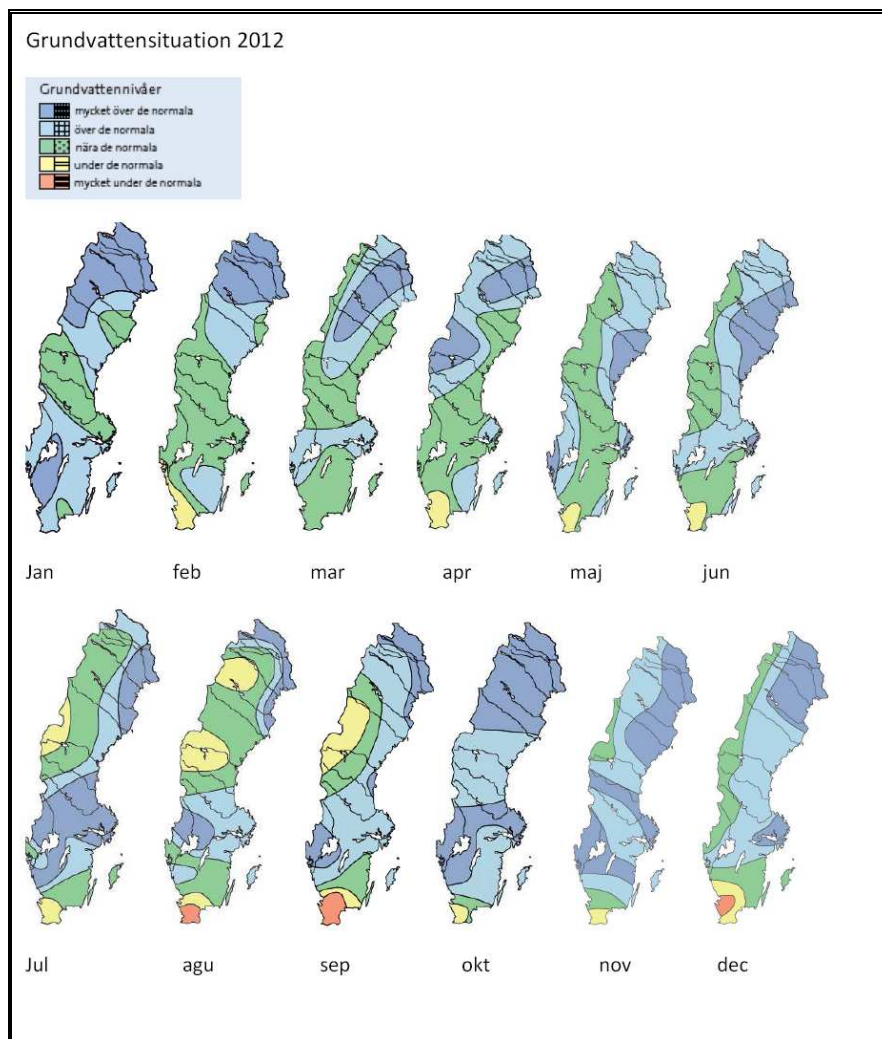 Grundvattensituation 2012
Grundvattennivåer
mycket över de normala
över de normala
nära de normala
under de normala
mycket under de normala
Jan feb mar apr maj jun
Jul agu sep okt nov dec